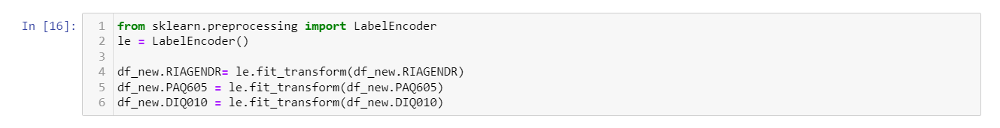 In [16]:
1 from sklearn.preprocessing import LabelEncoder
2 le = LabelEncoder()
3
4 df_new.RIAGENDR= le.fit_transform(df_new.RIAGENDR)
5 df_new.PAQ605 = le.fit_transform(df_new.PAQ605)
6 df_new.DIQ010 = le.fit_transform(df_new.DIQ010)